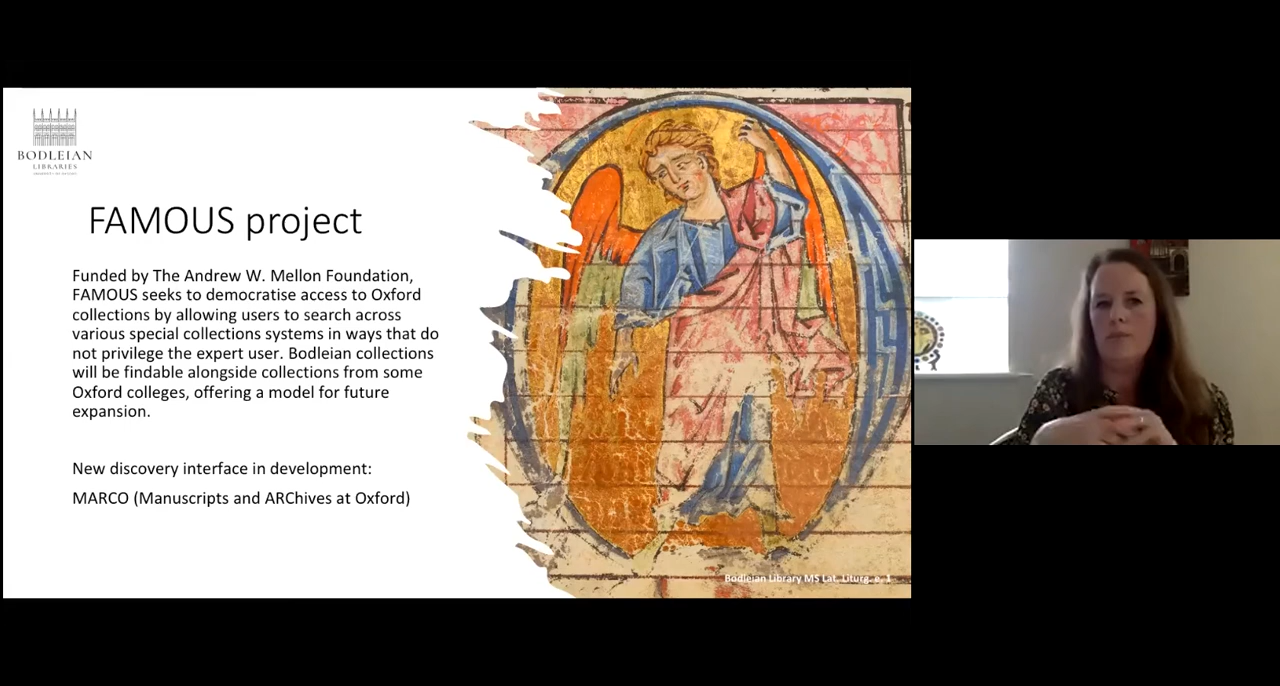 BODLEIAN
LIBRARIES
FAMOUS project
Funded by The Andrew W. Mellon Foundation,
FAMOUS seeks to democratise access to Oxford
collections by allowing users to search across
various special collections systems in ways that do
not privilege the expert user. Bodleian collections
will be findable alongside collections from some
Oxford colleges, offering a model for future
expansion.
New discovery interface in development:
MARCO (Manuscripts and ARChives at Oxford)
Bodleian Library MS Lat. Liturg. e. 1